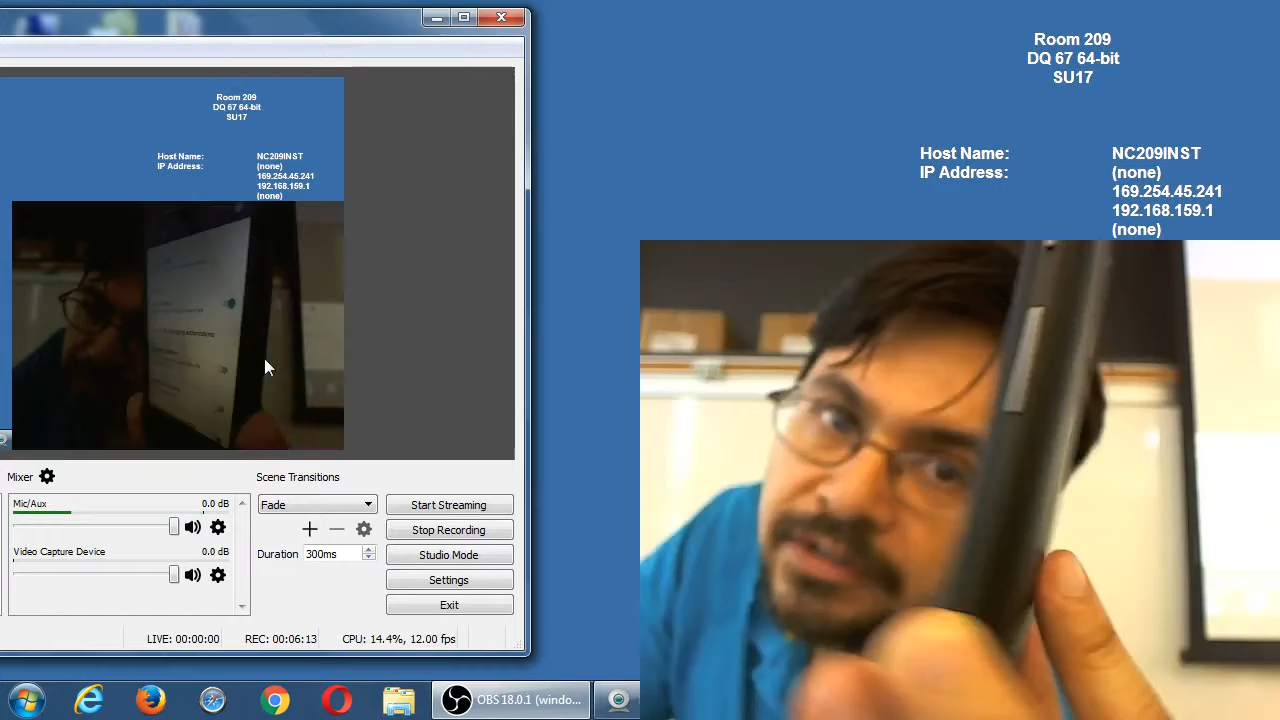 Room 209
DQ 67 64-bit
SU17
Host Name: NC209INST
IP Address: (none)
169.254.45.241
192.168.159.1
(none)
Room 209
DQ 67 64-bit
SU17
Host Name: NC209INST
IP Address: (none)
169.254.45.241
192.168.159.1
(none)
Mixer
Scene Transitions
Mic/Aux 0.0 dB
Fade
Start Streaming
Stop Recording
Video Capture Device 0.0 dB
Duration 300ms
Studio Mode
Settings
Exit
LIVE: 00:00:00 REC: 00:06:13 CPU: 14.4%, 12.00 fps
OBS 18.0.1 (windo...